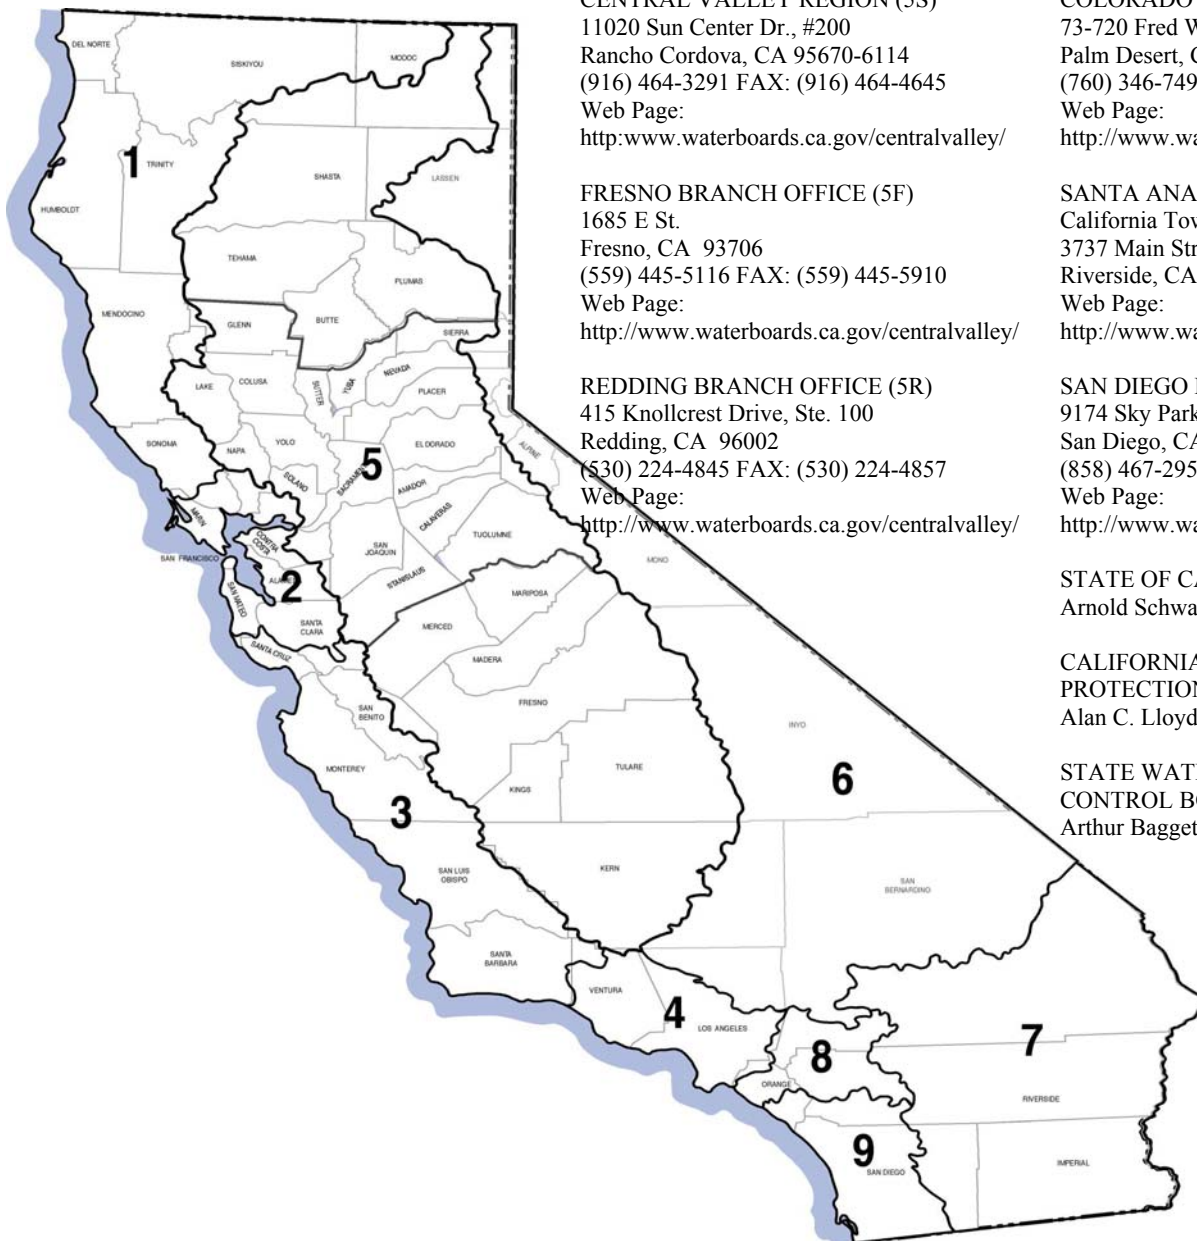 CENTRAL VALLEY REGION (5S)
11020 Sun Center Dr., #200
Rancho Cordova, CA 95670-6114
(916) 464-3291 FAX: (916) 464-4645
Web Page:
http:www.waterboards.ca.gov/centralvalley/
FRESNO BRANCH OFFICE (5F)
1685 E St.
Fresno, CA 93706
(559) 445-5116 FAX: (559) 445-5910
Web Page:
http://www.waterboards.ca.gov/centralvalley/
REDDING BRANCH OFFICE (5R)
415 Knollcrest Drive, Ste. 100
Redding, CA 96002
(530) 224-4845 FAX: (530) 224-4857
Web Page:
http://www.waterboards.ca.gov/centralvalley/
COLORADO
73-720 Fred W
Palm Desert, C
(760) 346-749
Web Page:
http://www.wa
SANTA ANA
California Tow
3737 Main Str
Riverside, CA
Web Page:
http://www.wa
SAN DIEGO
9174 Sky Park
San Diego, CA
(858) 467-295
Web Page:
http://www.wa
STATE OF CA
Arnold Schwa
CALIFORNIA
PROTECTION
Alan C. Lloyd
STATE WAT
CONTROL BO
Arthur Bagget
DEL NORTE
SISKIYOU
MODOC
1
TRINITY
SHASTA
LASSEN
HUMBOLDT
TEHAMA
PLUMAS
MENDOCINO
GLENN
BUTTE
SIERRA
LAKE
COLUSA
SUTTER
YUBA
NEVADA
PLACER
SONOMA
NAPA
YOLO
SOLANO
SACRAMENTO
5
EL DORADO
ALPINE
AMADOR
MARIN
CONTRA
COSTA
SAN
JOAQUIN
CALAVERAS
TUOLUMNE
SAN FRANCISCO
MONO
ALAMEDA
2
STANISLAUS
SAN MATEO
SANTA
CLARA
MARIPOSA
MERCED
SANTA CRUZ
MADERA
SAN
BENITO
FRESNO
INYO
MONTEREY
KINGS
TULARE
6
3
SAN LUIS
OBISPO
KERN
SAN
BERNARDINO
SANTA
BARBARA
VENTURA
4
LOS ANGELES
8
7
ORANGE
RIVERSIDE
9
SAN DIEGO
IMPERIAL